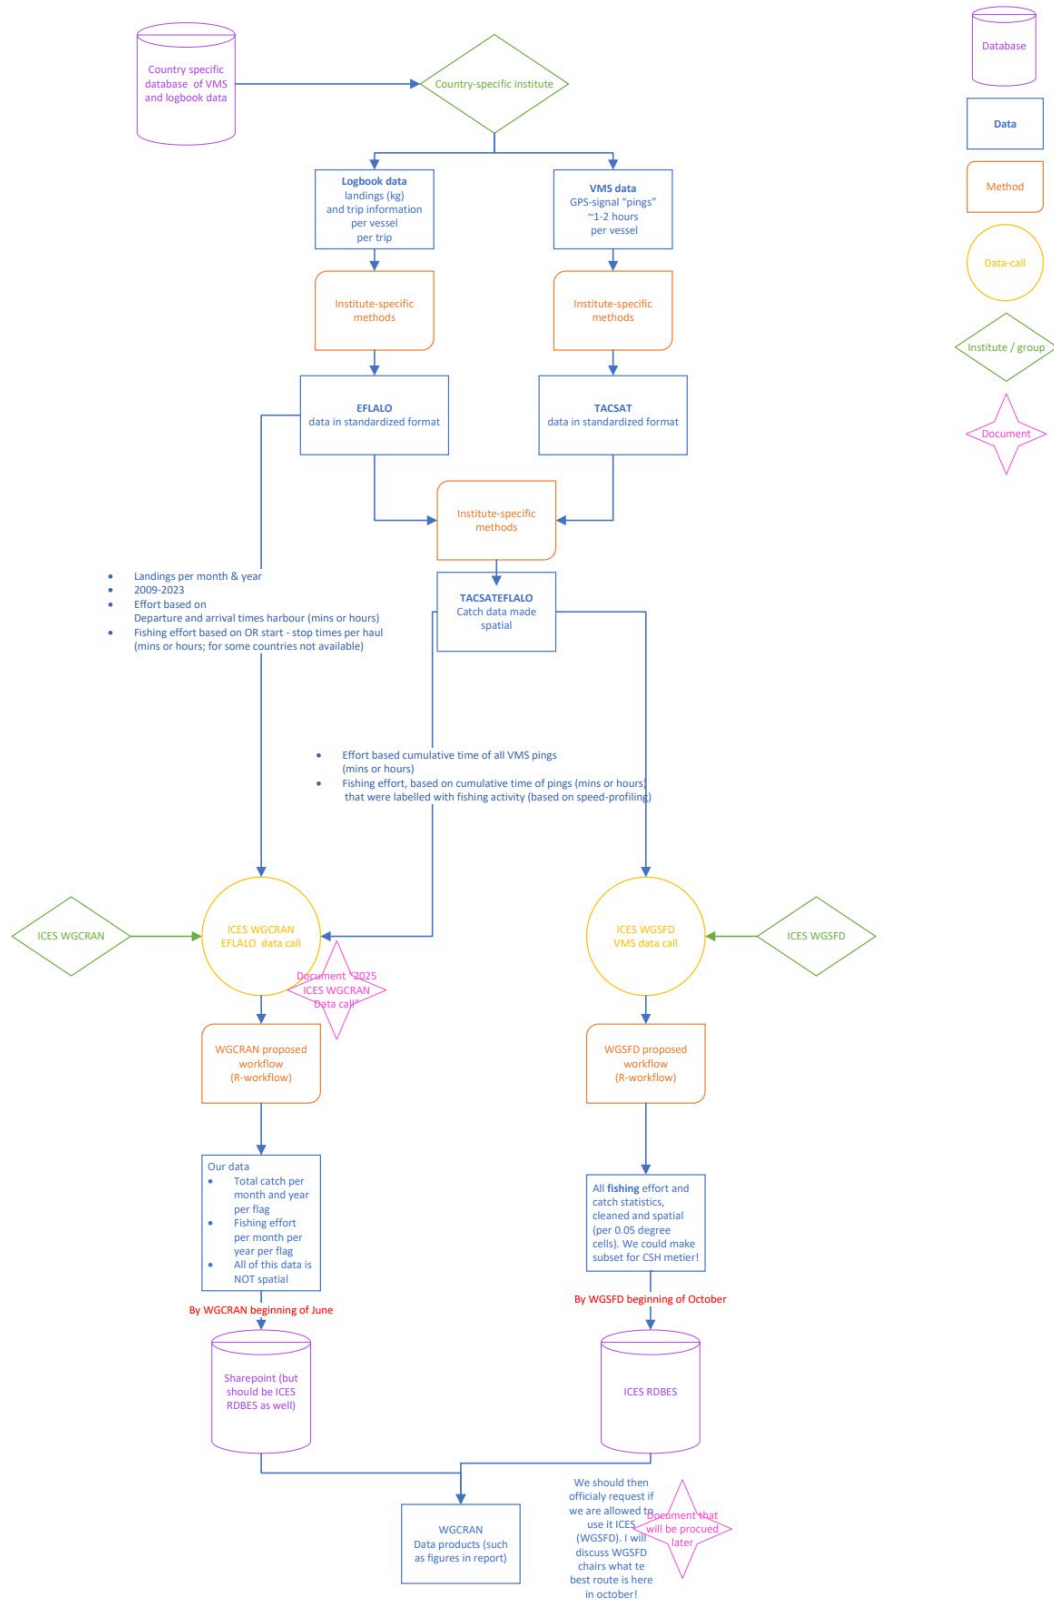 Country specific
database of VMS
and logbook data
Country-specific institute
Database
Data
Method
Data-call
Institute / group
Document
Logbook data
landings (kg)
and trip information
per vessel
per trip
VMS data
GPS-signal "pings"
~1-2 hours
per vessel
Institute-specific
methods
Institute-specific
methods
EFLALO
data in standardized format
TACSAT
data in standardized format
Institute-specific
methods
• Landings per month & year
• 2009-2023
• Effort based on
Departure and arrival times harbour (mins or hours)
• Fishing effort based on OR start - stop times per haul
(mins or hours; for some countries not available)
TACSATEFLALO
Catch data made
spatial
• Effort based cumulative time of all VMS pings
(mins or hours)
• Fishing effort, based on cumulative time of pings (mins or hours)
that were labelled with fishing activity (based on speed-profiling)
ICES WGCRAN
ICES WGCRAN
EFLALO data call
Document "2025
ICES WGCRAN
Data call"
ICES WGSFD
VMS data call
ICES WGSFD
WGCRAN proposed
workflow
(R-workflow)
WGSFD proposed
workflow
(R-workflow)
Our data
• Total catch per
month and year
per flag
• Fishing effort
per month per
year per flag
• All of this data is
NOT spatial
All fishing effort and
catch statistics,
cleaned and spatial
(per 0.05 degree
cells). We could make
subset for CSH metier!
By WGCRAN beginning of June
By WGSFD beginning of October
Sharepoint (but
should be ICES
RDBES as well)
ICES RDBES
WGCRAN
Data products (such
as figures in report)
We should then
officialy request if
we are allowed to
use it ICES
(WGSFD). I will
discuss WGSFD
chairs what te
best route is here
in october!
Document that
will be procued
later